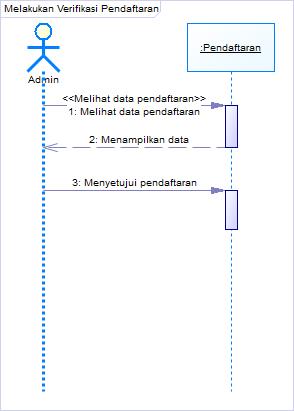 Melakukan Verifikasi Pendaftaran
:Pendaftaran
Admin
<<Melihat data pendaftaran>>
1: Melihat data pendaftaran
2: Menampilkan data
3: Menyetujui pendaftaran